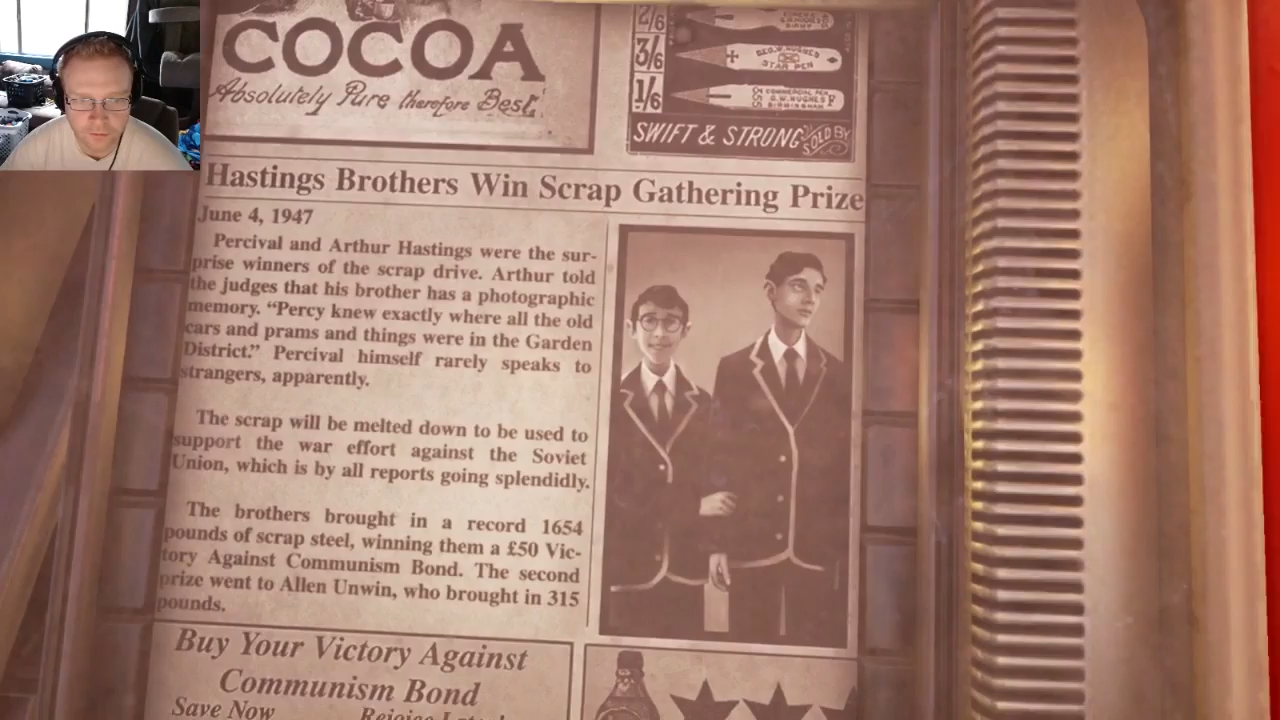 COCOA
Absolutely Pure therefore Best
2/6
3/6
1/6
GEO. W. HUGHES
STAR PEN
COMMERCIAL PEN
G. W. HUGHES F
BIRMINGHAM
SWIFT & STRONG SOLD BY
Hastings Brothers Win Scrap Gathering Prize
June 4, 1947
Percival and Arthur Hastings were the sur-
prise winners of the scrap drive. Arthur told
the judges that his brother has a photographic
memory. “Percy knew exactly where all the old
cars and prams and things were in the Garden
District.” Percival himself rarely speaks to
strangers, apparently.
The scrap will be melted down to be used to
support the war effort against the Soviet
Union, which is by all reports going splendidly.
The brothers brought in a record 1654
pounds of scrap steel, winning them a £50 Vic-
tory Against Communism Bond. The second
prize went to Allen Unwin, who brought in 315
pounds.
Buy Your Victory Against
Communism Bond
Save Now